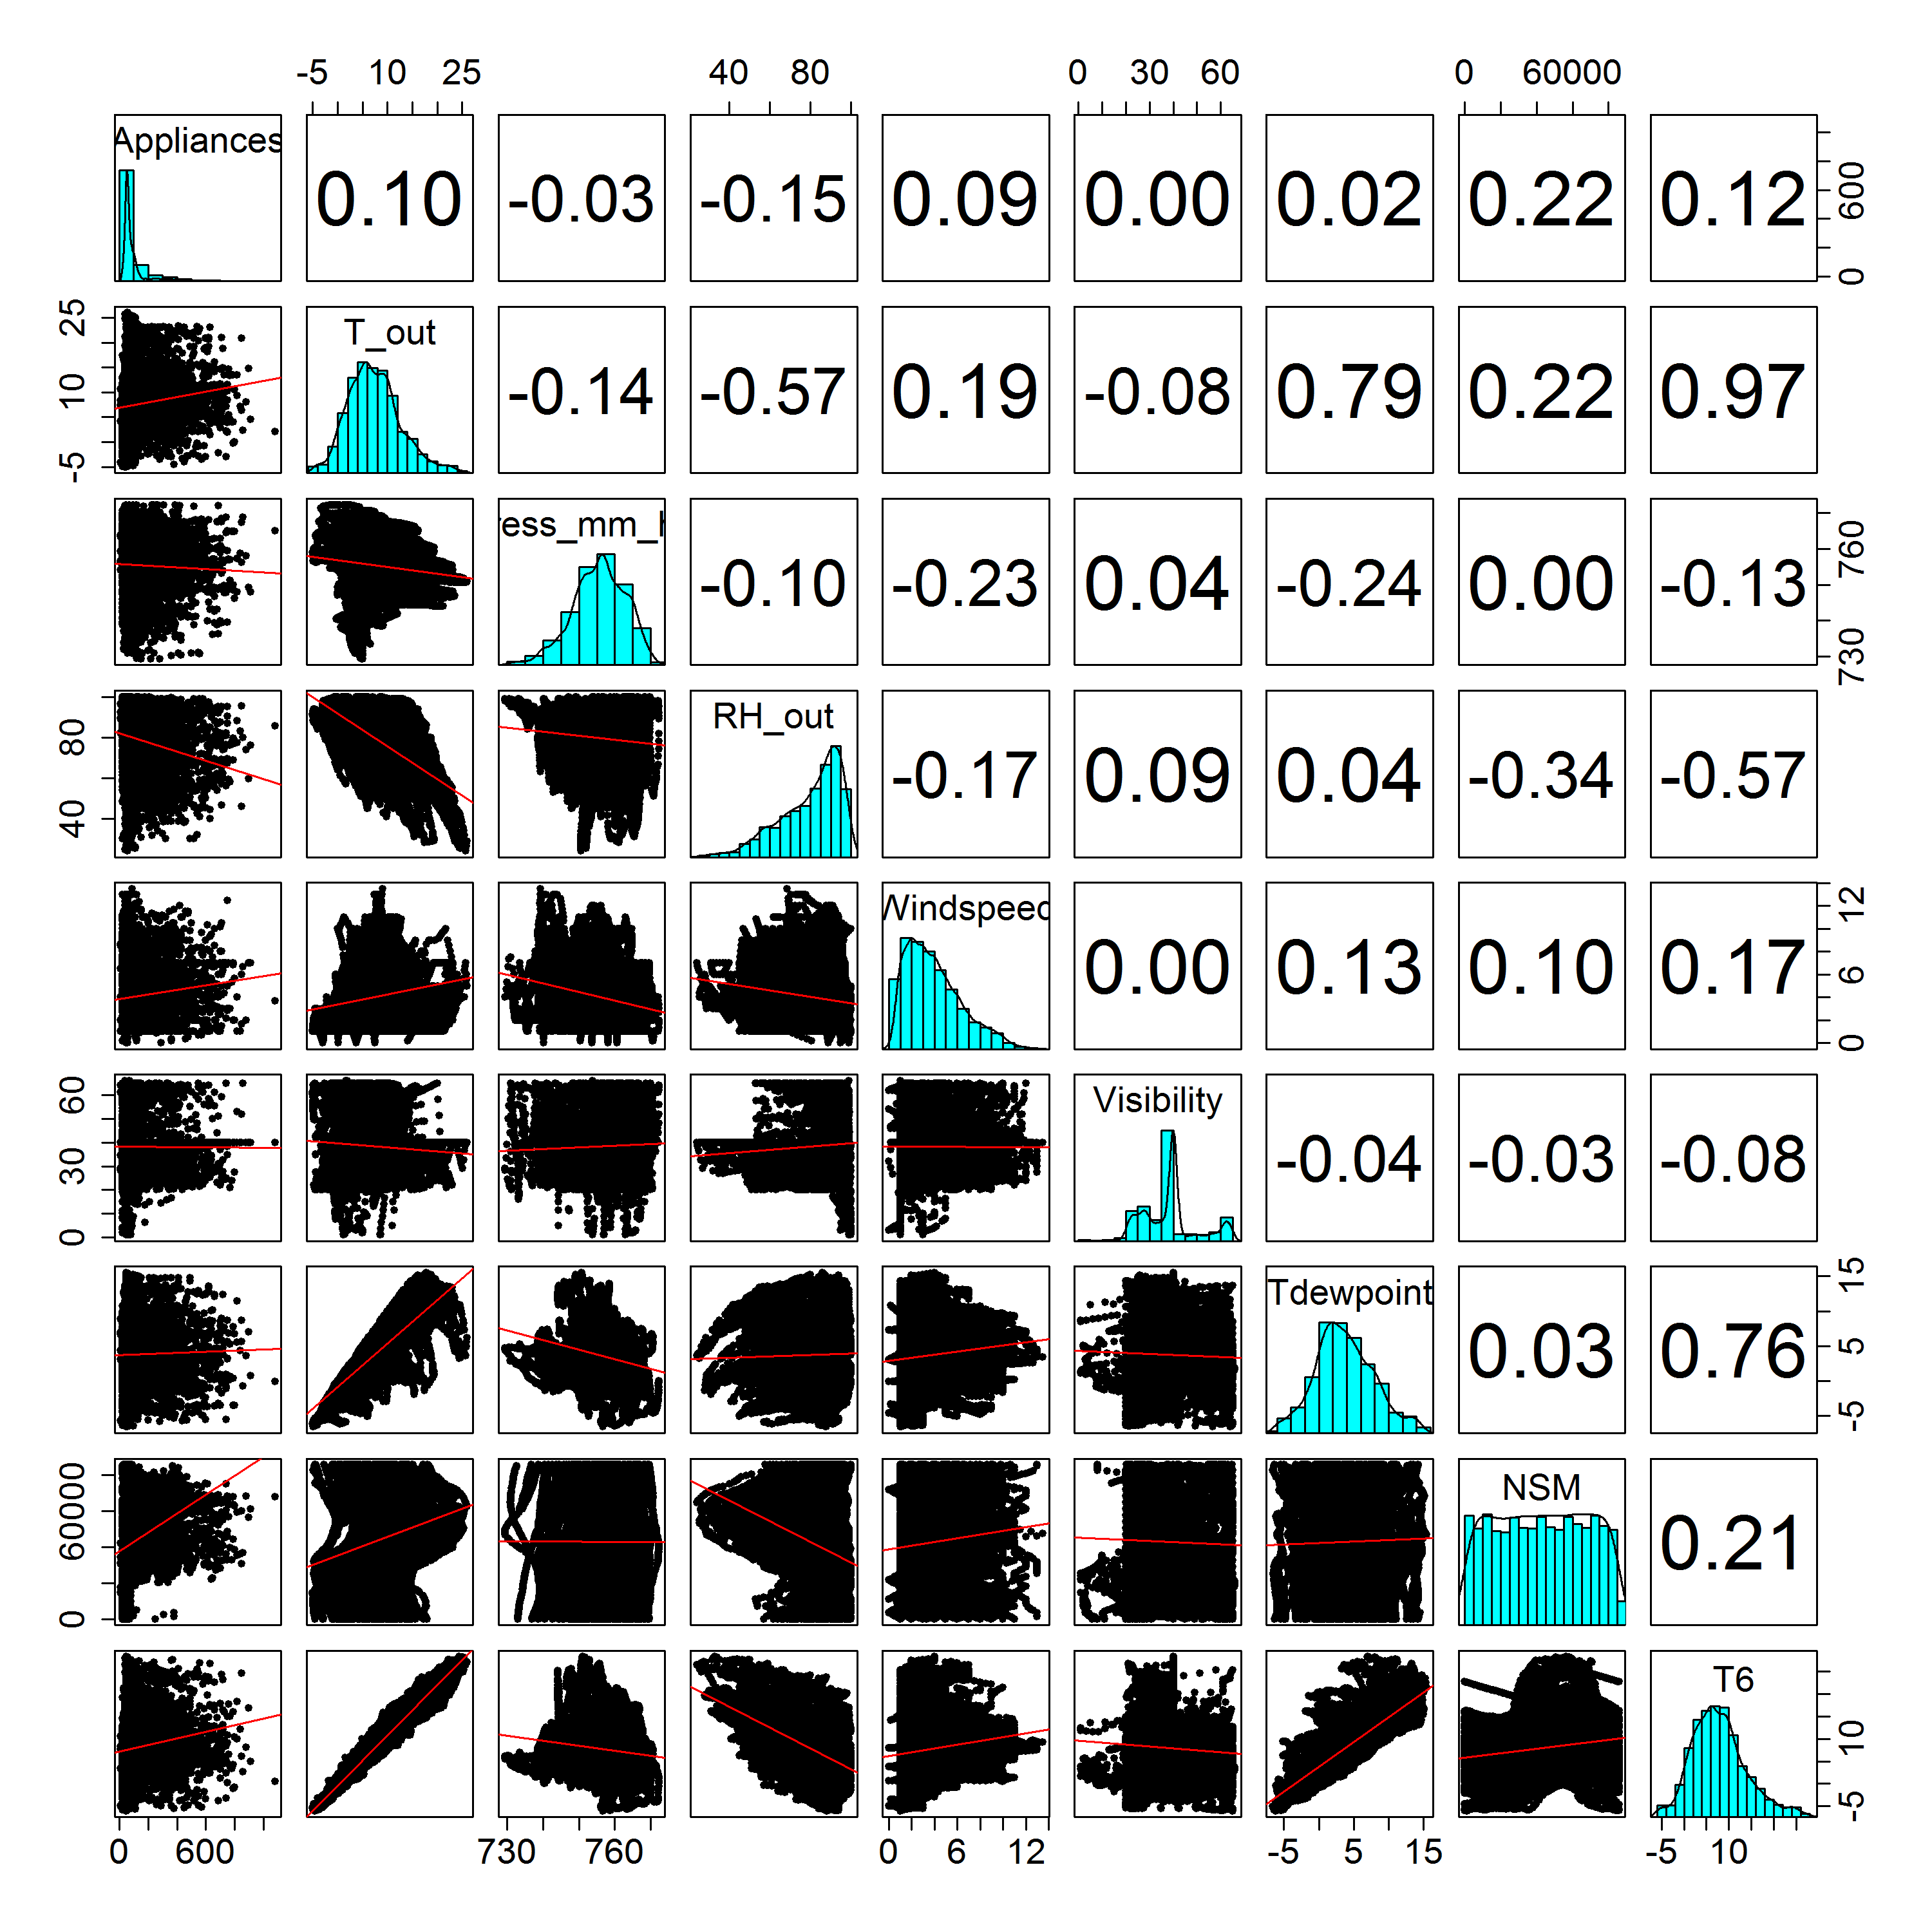 -5 10 25 40 80 0 30 60 0 60000
Appliances 0.10 -0.03 -0.15 0.09 0.00 0.02 0.22 0.12 0 600
-5 10 25 T_out -0.14 -0.57 0.19 -0.08 0.79 0.22 0.97
ress_mm_h -0.10 -0.23 0.04 -0.24 0.00 -0.13 730 760
40 80 RH_out -0.17 0.09 0.04 -0.34 -0.57
Windspeed 0.00 0.13 0.10 0.17 0 6 12
0 30 60 Visibility -0.04 -0.03 -0.08
Tdewpoint 0.03 0.76 -5 5 15
0 60000 NSM 0.21
T6 -5 10
0 600 730 760 0 6 12 -5 5 15 -5 10